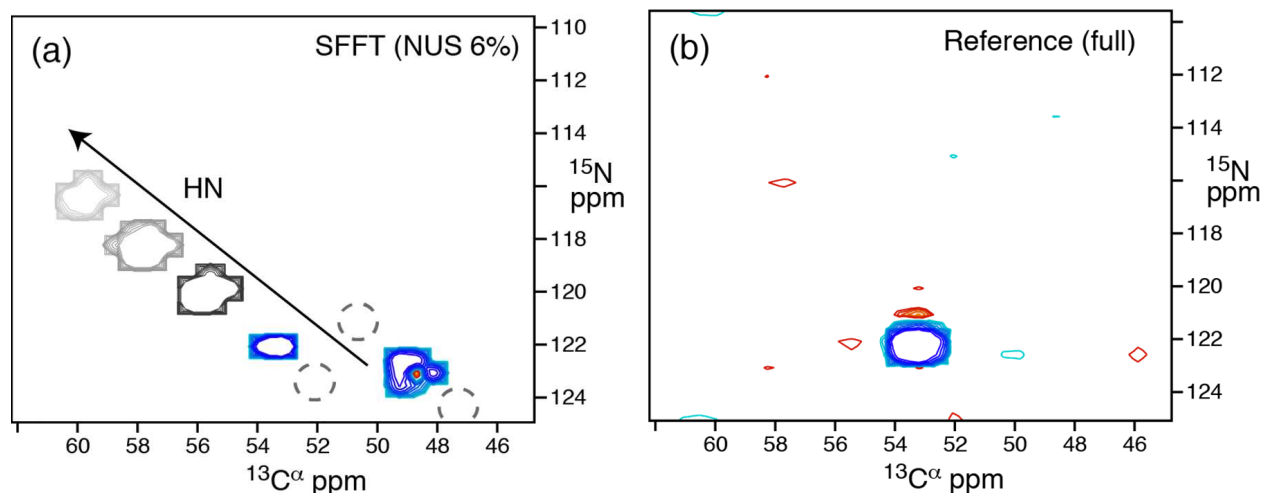 (a)
SFFT (NUS 6%)
HN
110
112
114
15N
ppm
118
120
122
124
60 58 56 54 52 50 48 46
13Cα ppm
(b)
Reference (full)
112
114
15N
ppm
118
120
122
124
60 58 56 54 52 50 48 46
13Cα ppm